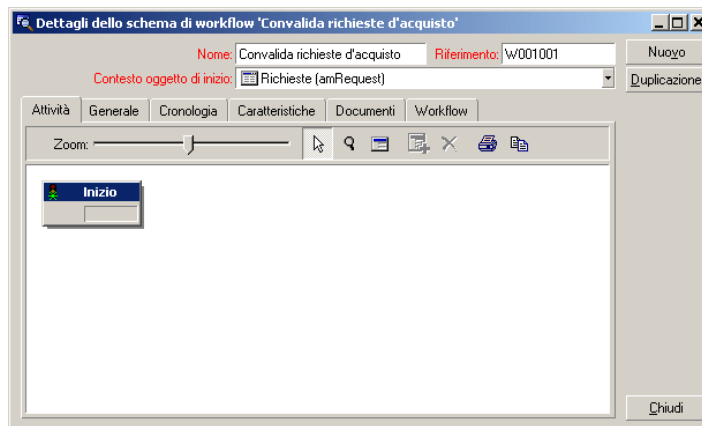 Dettagli dello schema di workflow 'Convalida richieste d'acquisto'
Nome: Convalida richieste d'acquisto Riferimento: W001001 Nuovo
Contesto oggetto di inizio: Richieste (amRequest) Duplicazione
Attività Generale Cronologia Caratteristiche Documenti Workflow
Zoom:
Inizio
Chiudi